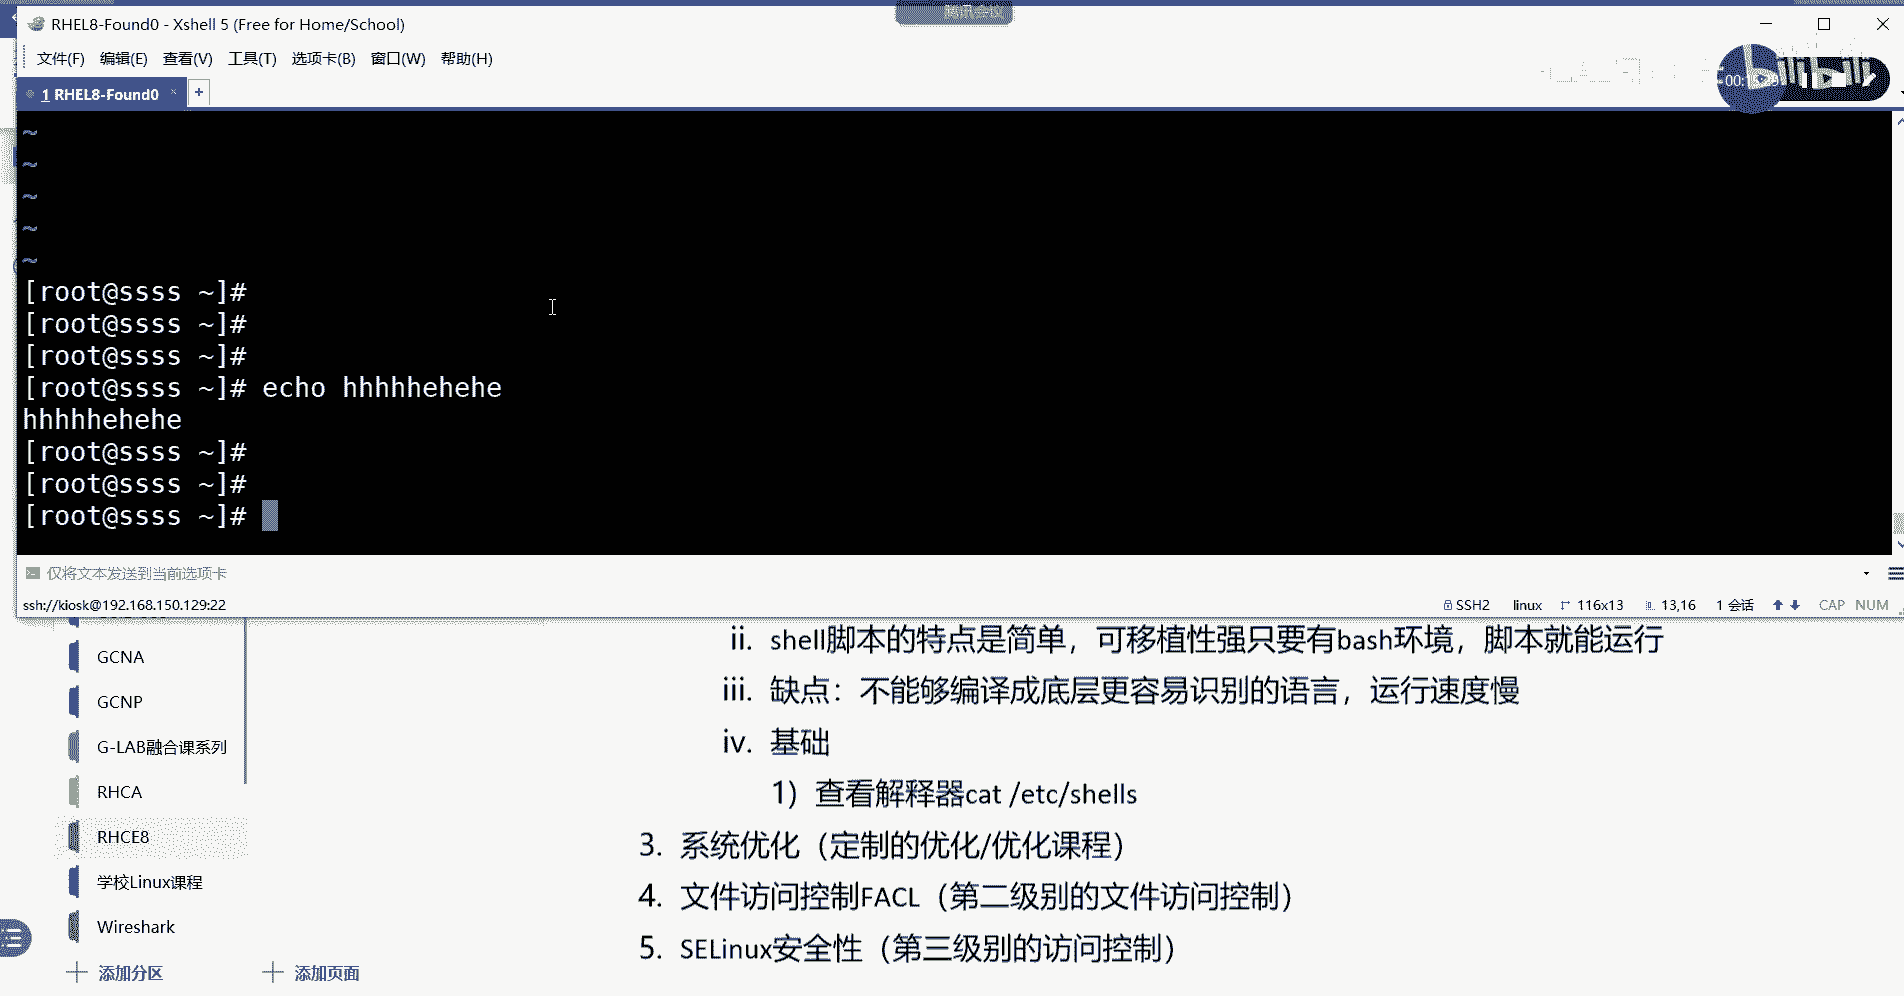 腾讯会议
RHEL8-Found0 - Xshell 5 (Free for Home/School)
文件(F) 编辑(E) 查看(V) 工具(T) 选项卡(B) 窗口(W) 帮助(H)
bilibili
1 RHEL8-Found0 × +
~
~
~
~
~
[root@ssss ~]#
[root@ssss ~]#
[root@ssss ~]#
[root@ssss ~]# echo hhhhhehehe
hhhhhehehe
[root@ssss ~]#
[root@ssss ~]#
[root@ssss ~]#
仅将文本发送到当前选项卡
ssh://kiosk@192.168.150.129:22 SSH2 linux 116x13 13,16 1 会话 CAP NUM
GCNA
GCNP
G-LAB融合课系列
RHCA
RHCE8
学校Linux课程
Wireshark
添加分区 添加页面
ii. shell脚本的特点是简单，可移植性强只要有bash环境，脚本就能运行
iii. 缺点：不能够编译成底层更容易识别的语言，运行速度慢
iv. 基础
1）查看解释器cat /etc/shells
3. 系统优化（定制的优化/优化课程）
4. 文件访问控制FACL（第二级别的文件访问控制）
5. SELinux安全性（第三级别的访问控制）